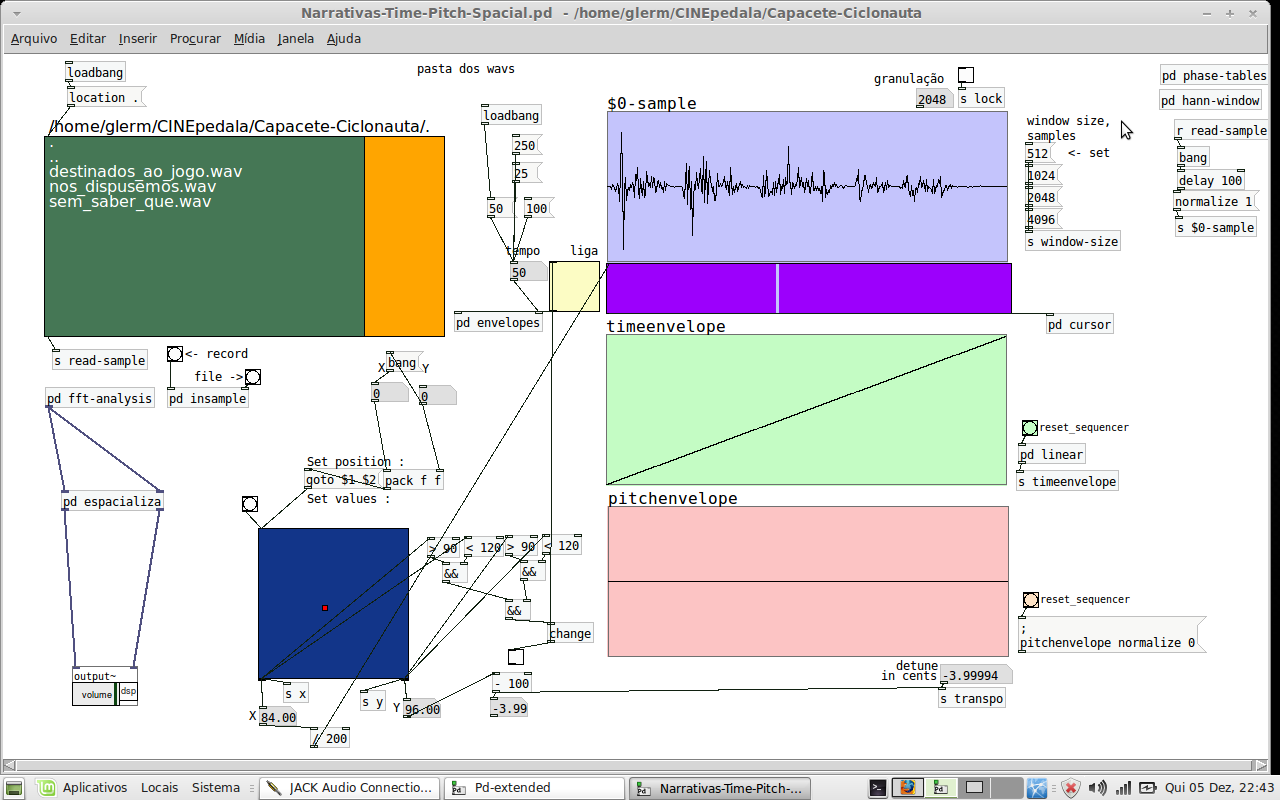 Narrativas-Time-Pitch-Spacial.pd - /home/glerm/CINEpedala/Capacete-Ciclonauta
Arquivo Editar Inserir Procurar Mídia Janela Ajuda
loadbang
location .
pasta dos wavs
/home/glerm/CINEpedala/Capacete-Ciclonauta/.
.
..
destinados_ao_jogo.wav
nos_dispusemos.wav
sem_saber_que.wav
s read-sample
<- record
file ->
pd insample
pd fft-analysis
pd espacializa
output~
volume
dsp
loadbang
250
25
50
100
tempo
50
liga
pd envelopes
bang
X
Y
0
0
Set position :
goto $1 $2
pack f f
Set values :
> 90
< 120
> 90
< 120
&&
&&
&&
change
s x
s y
X
84.00
Y
96.00
/ 200
- 100
-3.99
granulação
2048
s lock
$0-sample
timeenvelope
pitchenvelope
pd cursor
window size,
samples
512
<- set
1024
2048
4096
s window-size
pd phase-tables
pd hann-window
r read-sample
bang
delay 100
normalize 1
s $0-sample
reset_sequencer
pd linear
s timeenvelope
reset_sequencer
;
pitchenvelope normalize 0
detune
in cents
-3.99994
s transpo
Aplicativos Locais Sistema
JACK Audio Connectio...
Pd-extended
Narrativas-Time-Pitch-...
Qui 05 Dez, 22:43